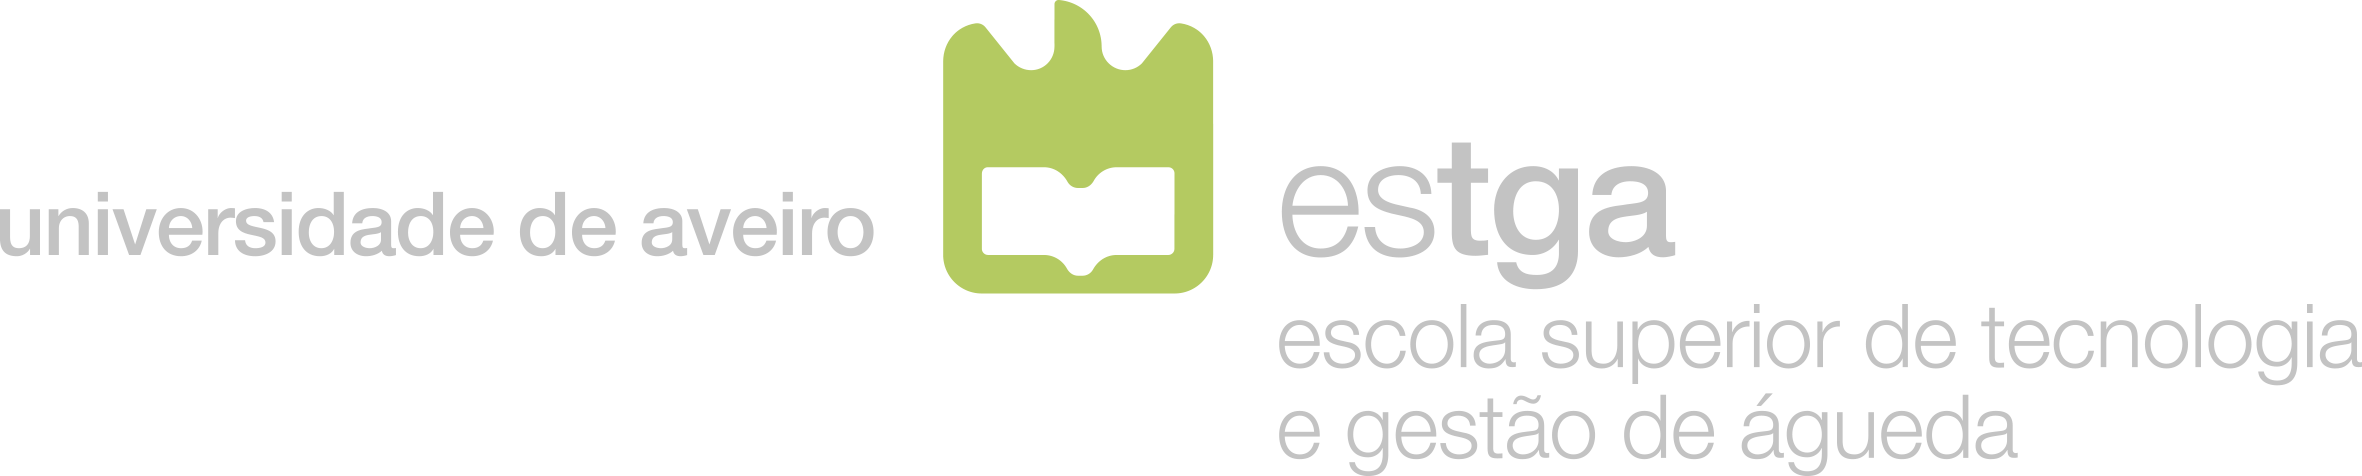 universidade de aveiro
estga
escola superior de tecnologia
e gestão de águeda